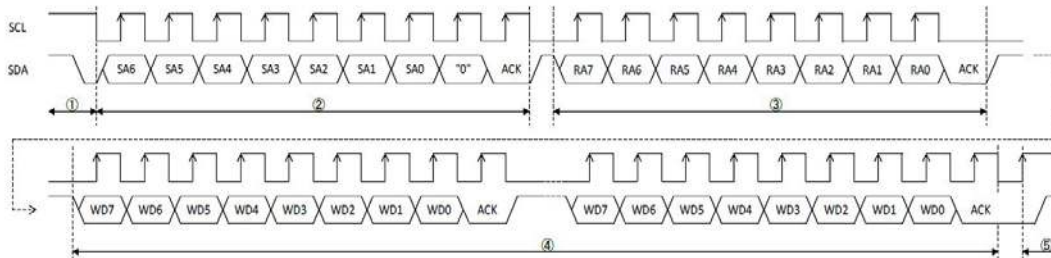 SCL
SDA SA6 SA5 SA4 SA3 SA2 SA1 SA0 "0" ACK RA7 RA6 RA5 RA4 RA3 RA2 RA1 RA0 ACK
① ② ③
WD7 WD6 WD5 WD4 WD3 WD2 WD1 WD0 ACK WD7 WD6 WD5 WD4 WD3 WD2 WD1 WD0 ACK
④ ⑤